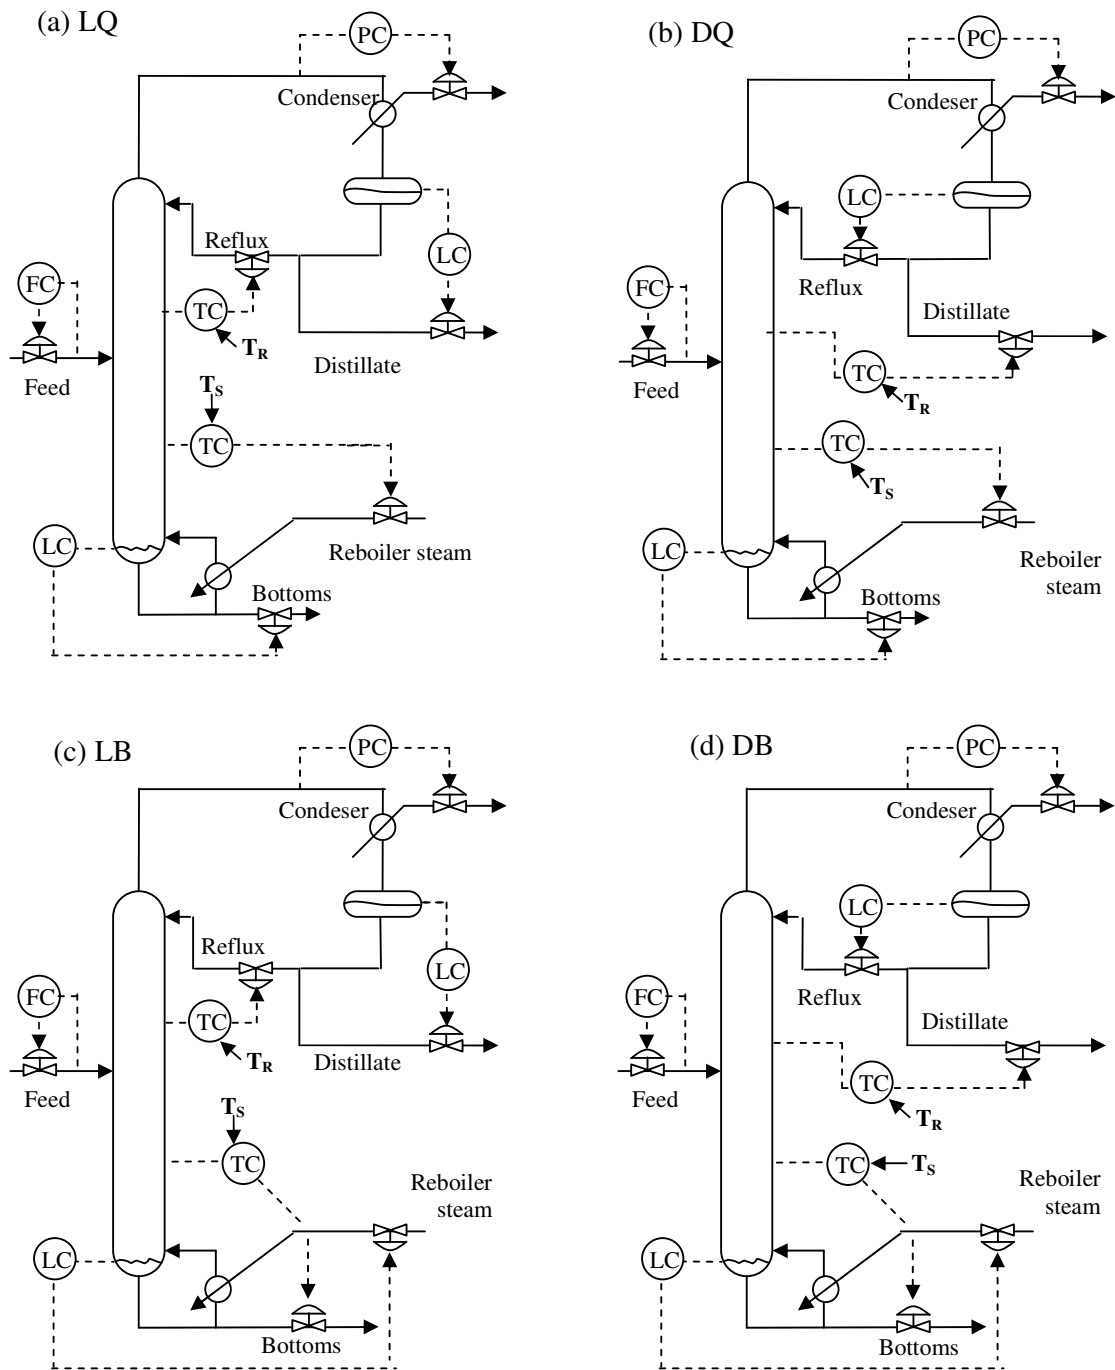 (a) LQ
PC
Condenser
LC
Reflux
FC
TC
T_R
Distillate
Feed
T_S
TC
LC
Reboiler steam
Bottoms
(b) DQ
PC
Condeser
LC
Reflux
FC
Distillate
TC
Feed
T_R
TC
T_S
LC
Reboiler
steam
Bottoms
(c) LB
PC
Condeser
Reflux
LC
FC
TC
T_R
Distillate
Feed
T_S
TC
Reboiler
steam
LC
Bottoms
(d) DB
PC
Condeser
LC
Reflux
FC
Distillate
TC
Feed
T_R
TC
T_S
Reboiler
steam
LC
Bottoms